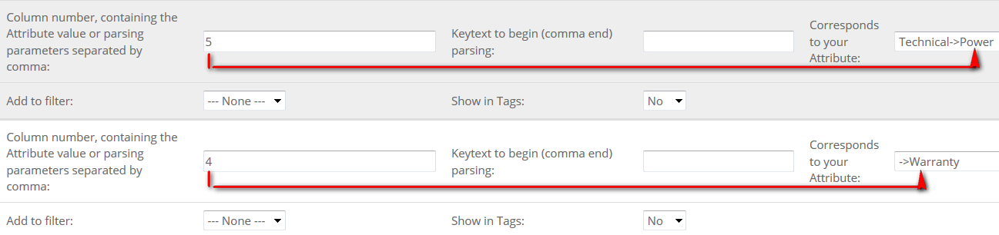 Column number, containing the
Attribute value or parsing
parameters separated by
comma:
5
Keytext to begin (comma end)
parsing:
Corresponds
to your
Attribute:
Technical->Power
Add to filter:
--- None ---
Show in Tags:
No
Column number, containing the
Attribute value or parsing
parameters separated by
comma:
4
Keytext to begin (comma end)
parsing:
Corresponds
to your
Attribute:
->Warranty
Add to filter:
--- None ---
Show in Tags:
No